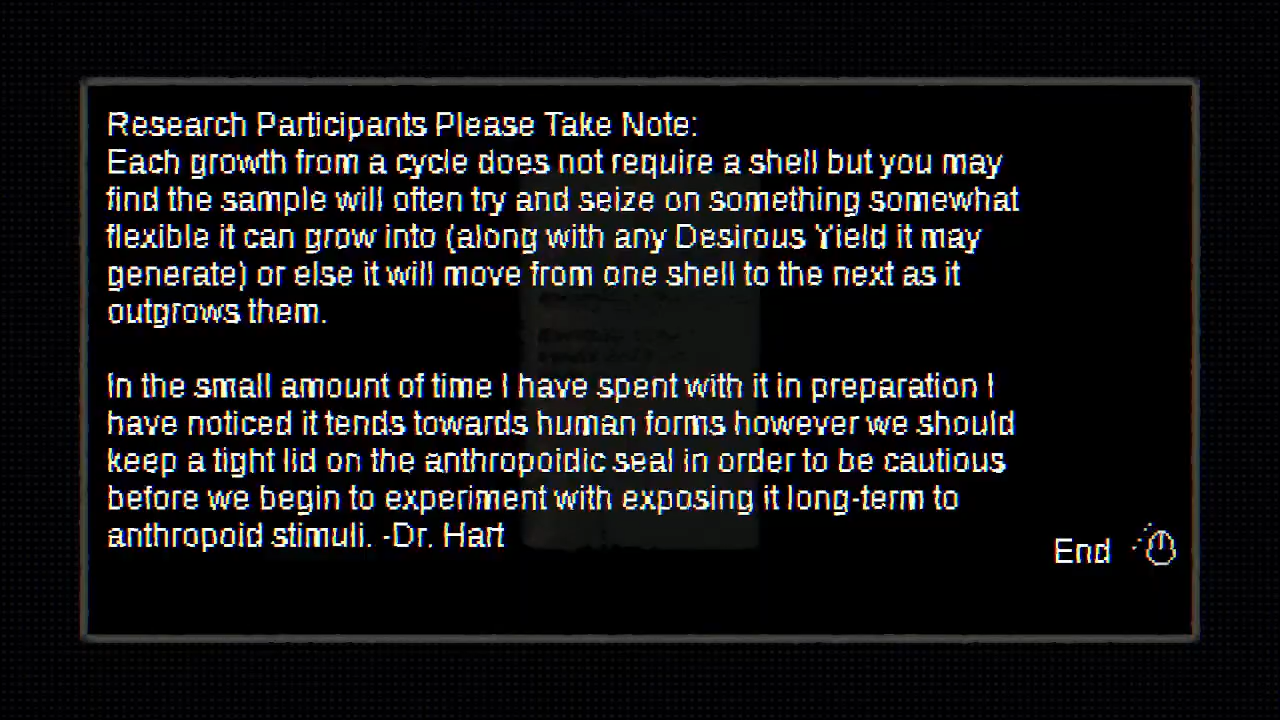 Research Participants Please Take Note:
Each growth from a cycle does not require a shell but you may
find the sample will often try and seize on something somewhat
flexible it can grow into (along with any Desirous Yield it may
generate) or else it will move from one shell to the next as it
outgrows them.
In the small amount of time I have spent with it in preparation I
have noticed it tends towards human forms however we should
keep a tight lid on the anthropoidic seal in order to be cautious
before we begin to experiment with exposing it long-term to
anthropoid stimuli. -Dr. Hart
End